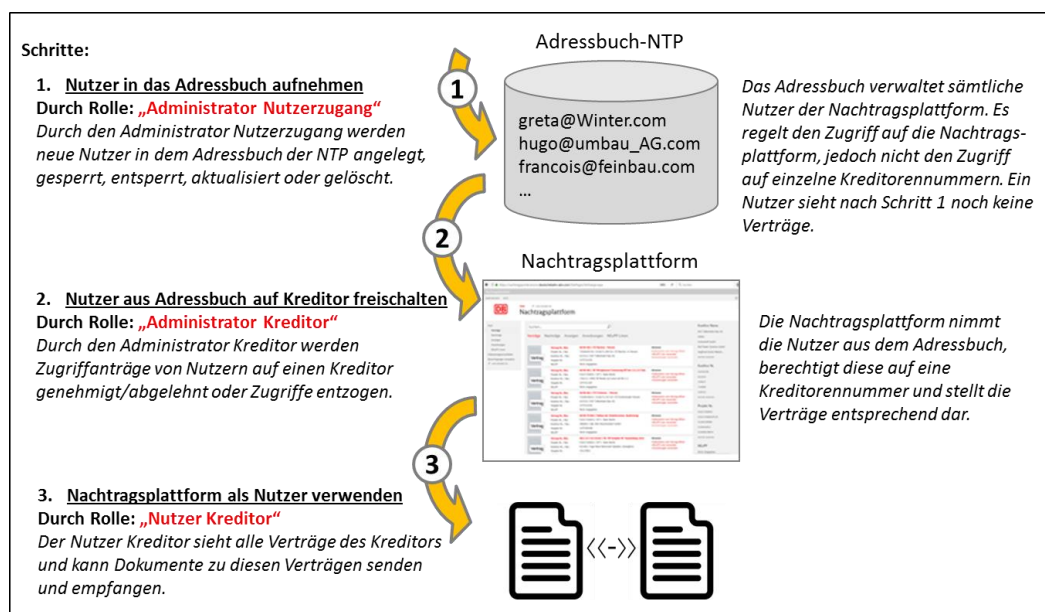 Schritte:
1. Nutzer in das Adressbuch aufnehmen
Durch Rolle: „Administrator Nutzerzugang“
Durch den Administrator Nutzerzugang werden
neue Nutzer in dem Adressbuch der NTP angelegt,
gesperrt, entsperrt, aktualisiert oder gelöscht.
1
Adressbuch-NTP
greta@Winter.com
hugo@umbau_AG.com
francois@feinbau.com
...
Das Adressbuch verwaltet sämtliche
Nutzer der Nachtragsplattform. Es
regelt den Zugriff auf die Nachtrags-
plattform, jedoch nicht den Zugriff
auf einzelne Kreditorennummern. Ein
Nutzer sieht nach Schritt 1 noch keine
Verträge.
2
Nachtragsplattform
2. Nutzer aus Adressbuch auf Kreditor freischalten
Durch Rolle: „Administrator Kreditor“
Durch den Administrator Kreditor werden
Zugriffanträge von Nutzern auf einen Kreditor
genehmigt/abgelehnt oder Zugriffe entzogen.
DB
Nachtragsplattform
Vertrag
Vertrag
Vertrag
Vertrag
Vertrag
Die Nachtragsplattform nimmt
die Nutzer aus dem Adressbuch,
berechtigt diese auf eine
Kreditorennummer und stellt die
Verträge entsprechend dar.
3
3. Nachtragsplattform als Nutzer verwenden
Durch Rolle: „Nutzer Kreditor“
Der Nutzer Kreditor sieht alle Verträge des Kreditors
und kann Dokumente zu diesen Verträgen senden
und empfangen.
<<->>